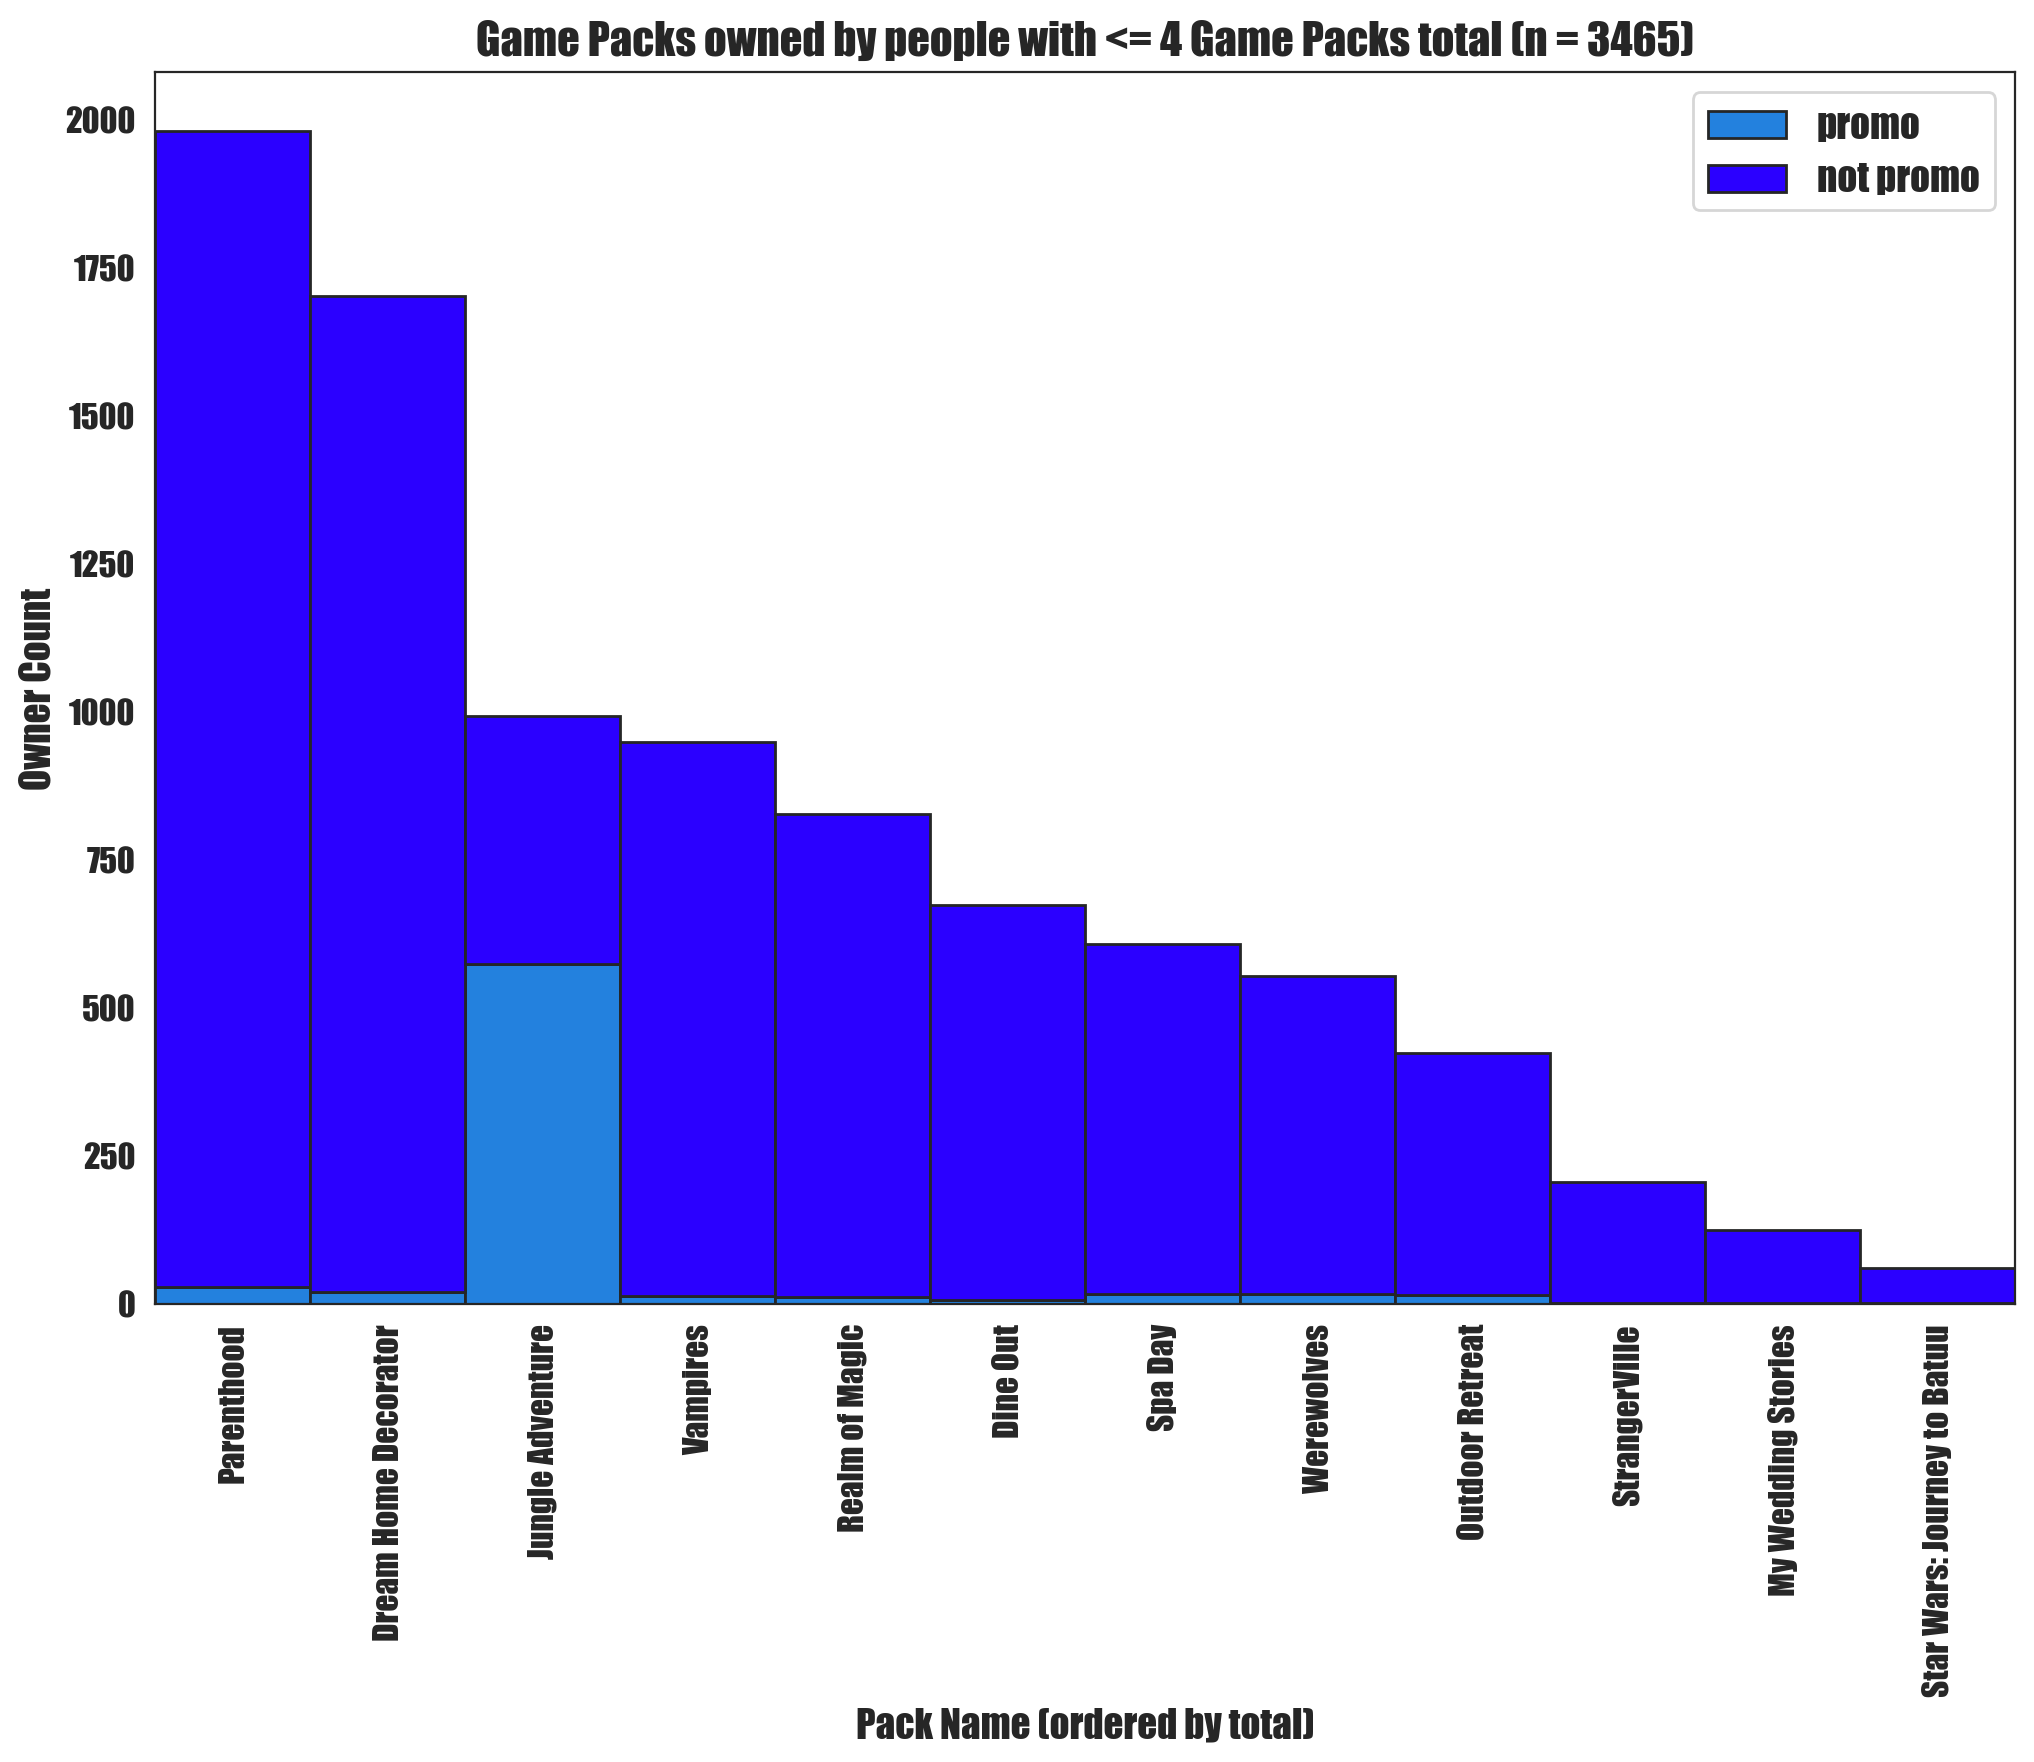 Game Packs owned by people with <= 4 Game Packs total (n = 3465)
promo
not promo
Owner Count
2000
1750
1500
1250
1000
750
500
250
0
Parenthood
Dream Home Decorator
Jungle Adventure
Vampires
Realm of Magic
Dine Out
Spa Day
Werewolves
Outdoor Retreat
StrangerVille
My Wedding Stories
Star Wars: Journey to Batuu
Pack Name (ordered by total)